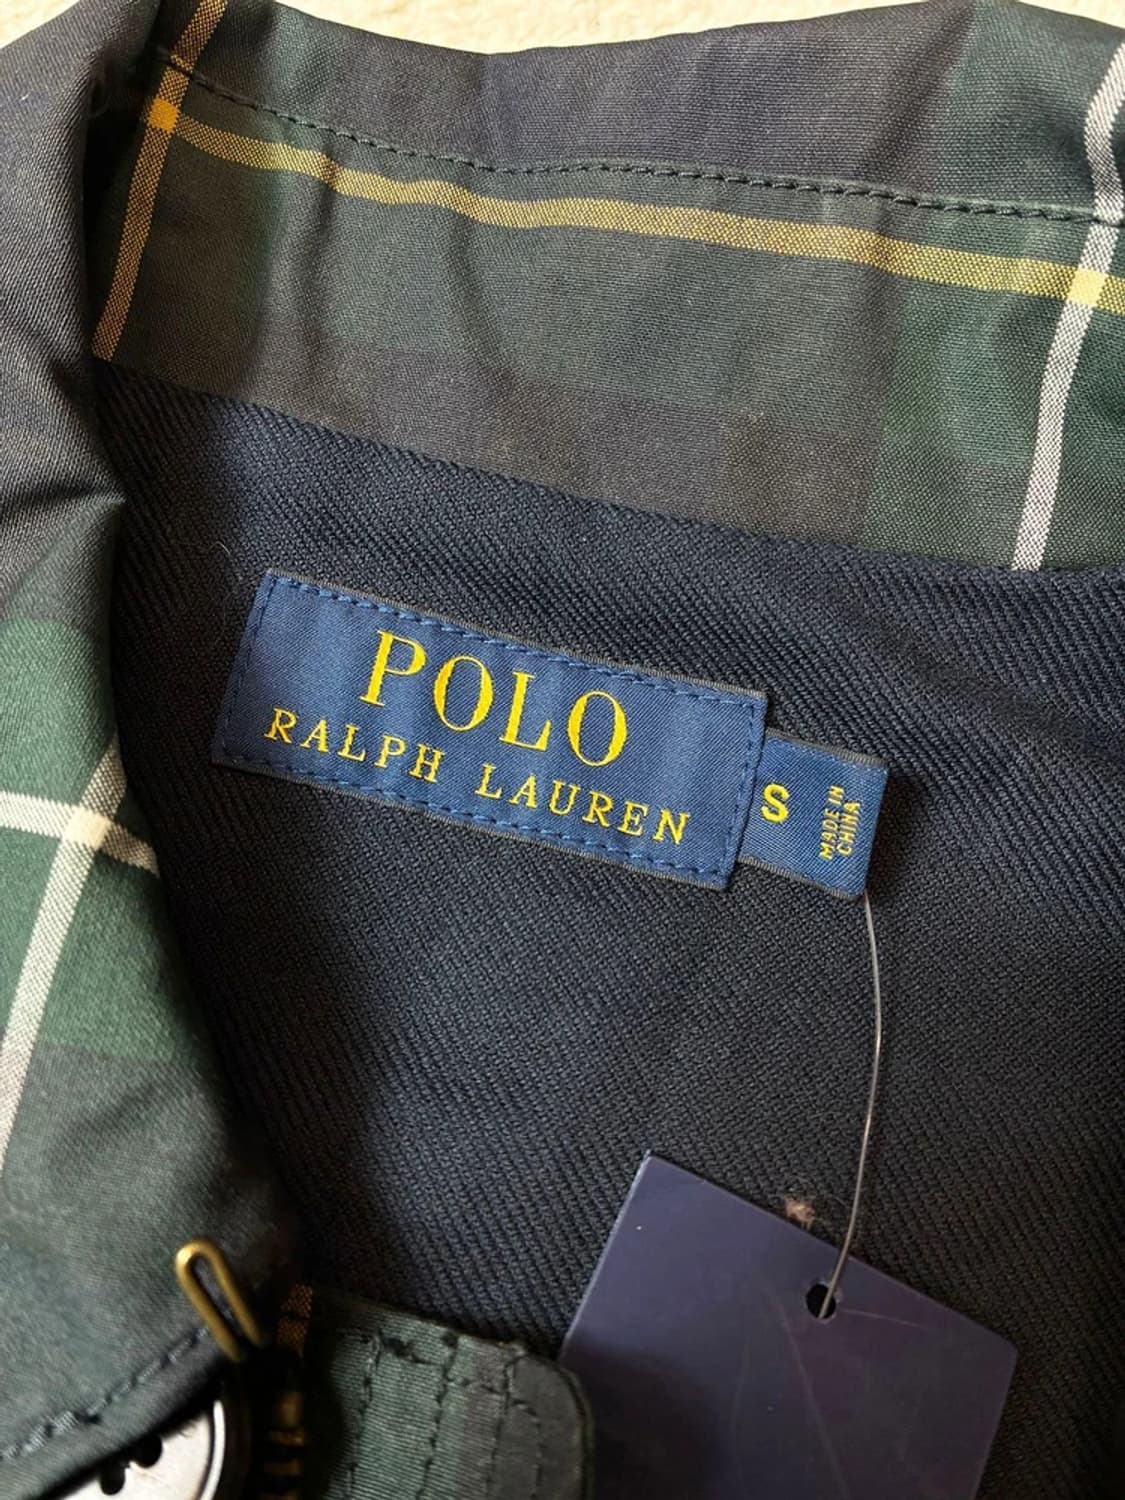 POLO
RALPH LAUREN
S
MADE IN
CHINA